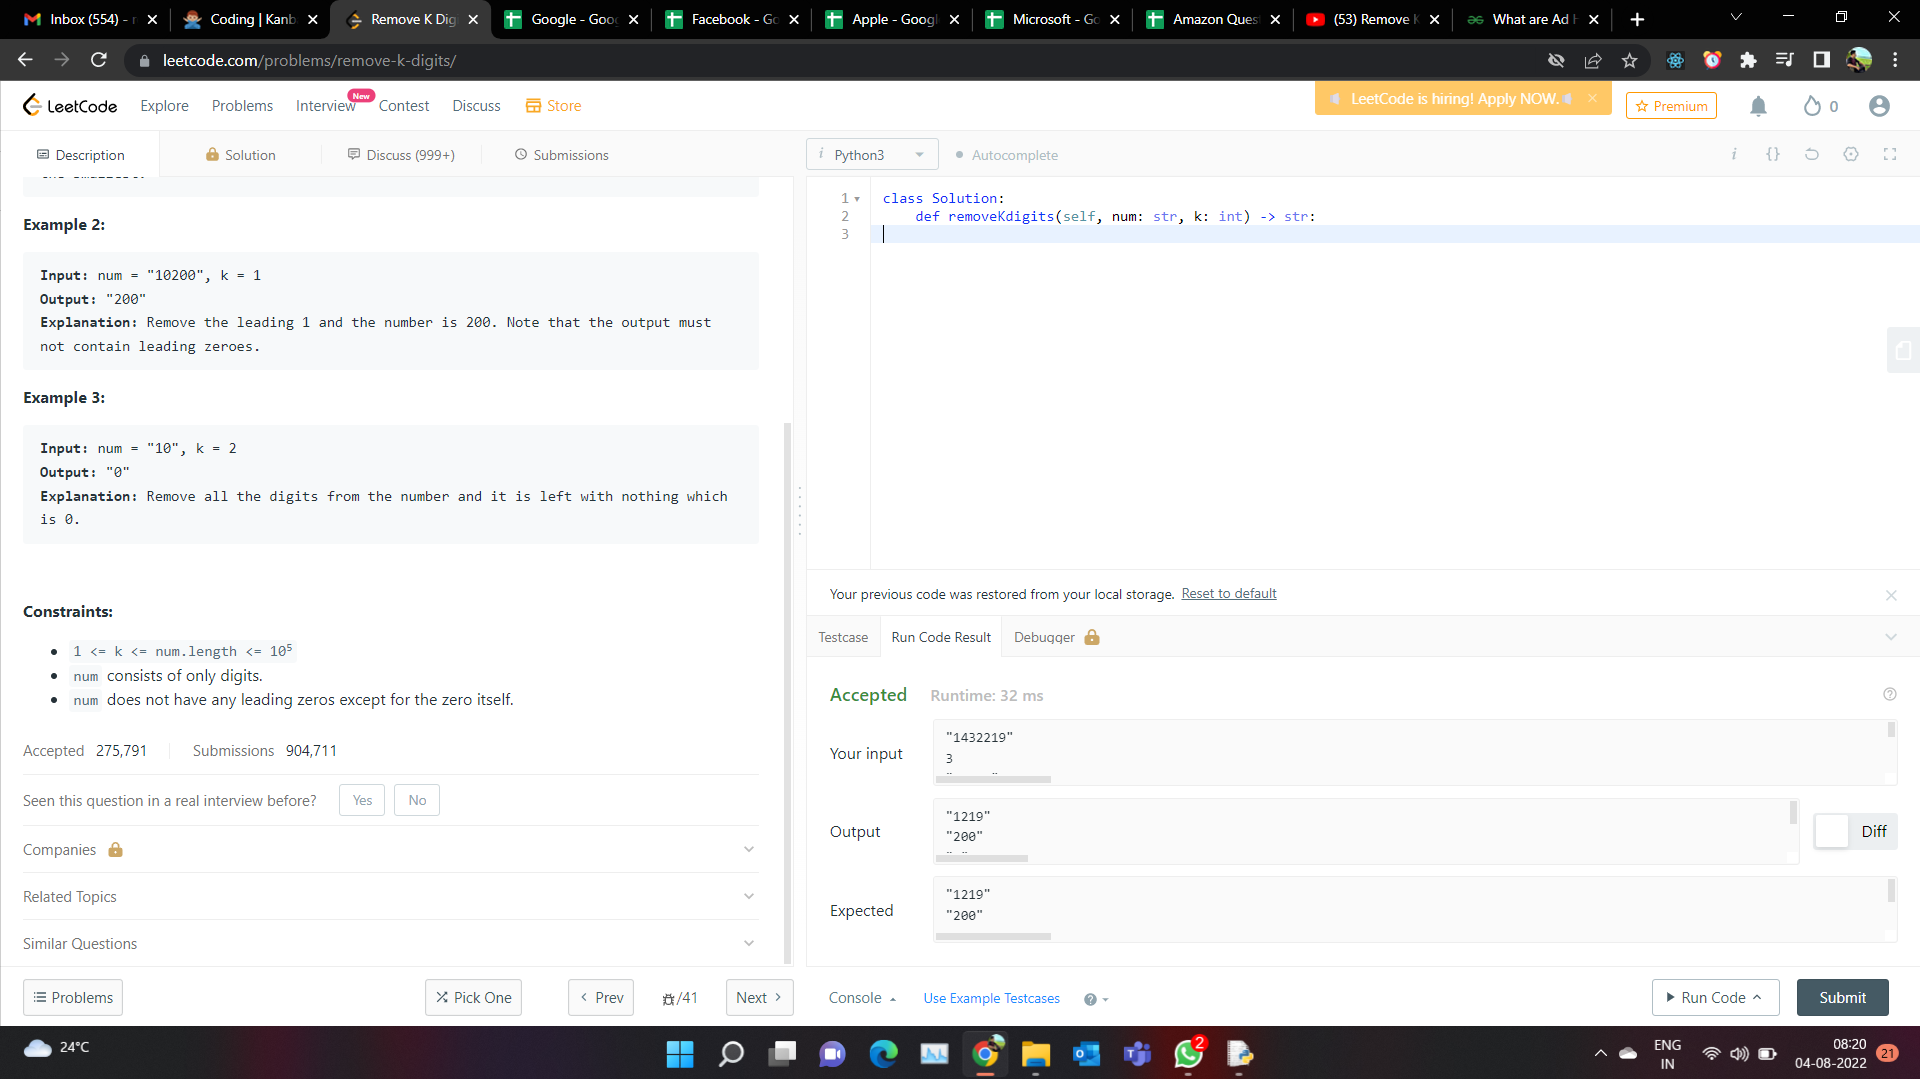 Inbox (554) - r
Coding | Kanb
Remove K Dig
Google - Goo
Facebook - Go
Apple - Googl
Microsoft - Go
Amazon Ques
(53) Remove K
What are Ad H
leetcode.com/problems/remove-k-digits/
LeetCode
Explore
Problems
Interview
New
Contest
Discuss
Store
LeetCode is hiring! Apply NOW.
Premium
0
Description
Solution
Discuss (999+)
Submissions
Example 2:
Input: num = "10200", k = 1
Output: "200"
Explanation: Remove the leading 1 and the number is 200. Note that the output must
not contain leading zeroes.
Example 3:
Input: num = "10", k = 2
Output: "0"
Explanation: Remove all the digits from the number and it is left with nothing which
is 0.
Constraints:
1 <= k <= num.length <= 10⁵
num consists of only digits.
num does not have any leading zeros except for the zero itself.
Accepted 275,791
Submissions 904,711
Seen this question in a real interview before?
Yes
No
Companies
Related Topics
Similar Questions
Problems
Pick One
Prev
/41
Next
i Python3
Autocomplete
i {}
1 class Solution:
2 def removeKdigits(self, num: str, k: int) -> str:
3
Your previous code was restored from your local storage. Reset to default
Testcase
Run Code Result
Debugger
Accepted Runtime: 32 ms
Your input
"1432219"
3
Output
"1219"
"200"
Diff
Expected
"1219"
"200"
Console
Use Example Testcases
Run Code
Submit
24°C
2
ENG
IN
08:20
04-08-2022
21